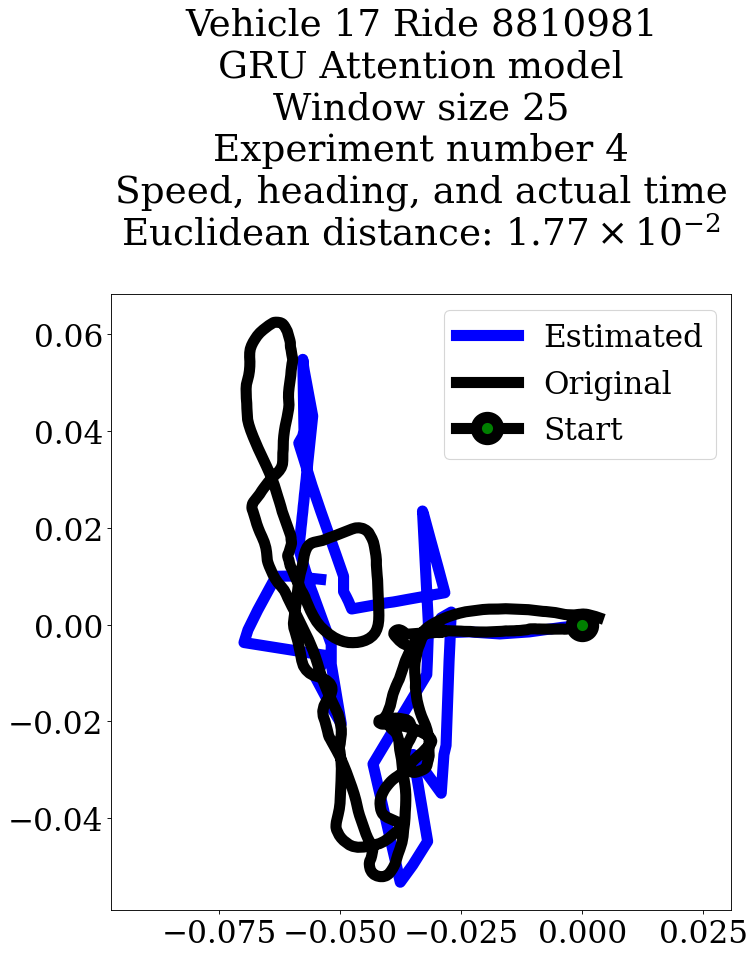 Vehicle 17 Ride 8810981
GRU Attention model
Window size 25
Experiment number 4
Speed, heading, and actual time
Euclidean distance: 1.77 × 10⁻²
Estimated
Original
Start
0.06
0.04
0.02
0.00
−0.02
−0.04
−0.075 −0.050 −0.025 0.000 0.025